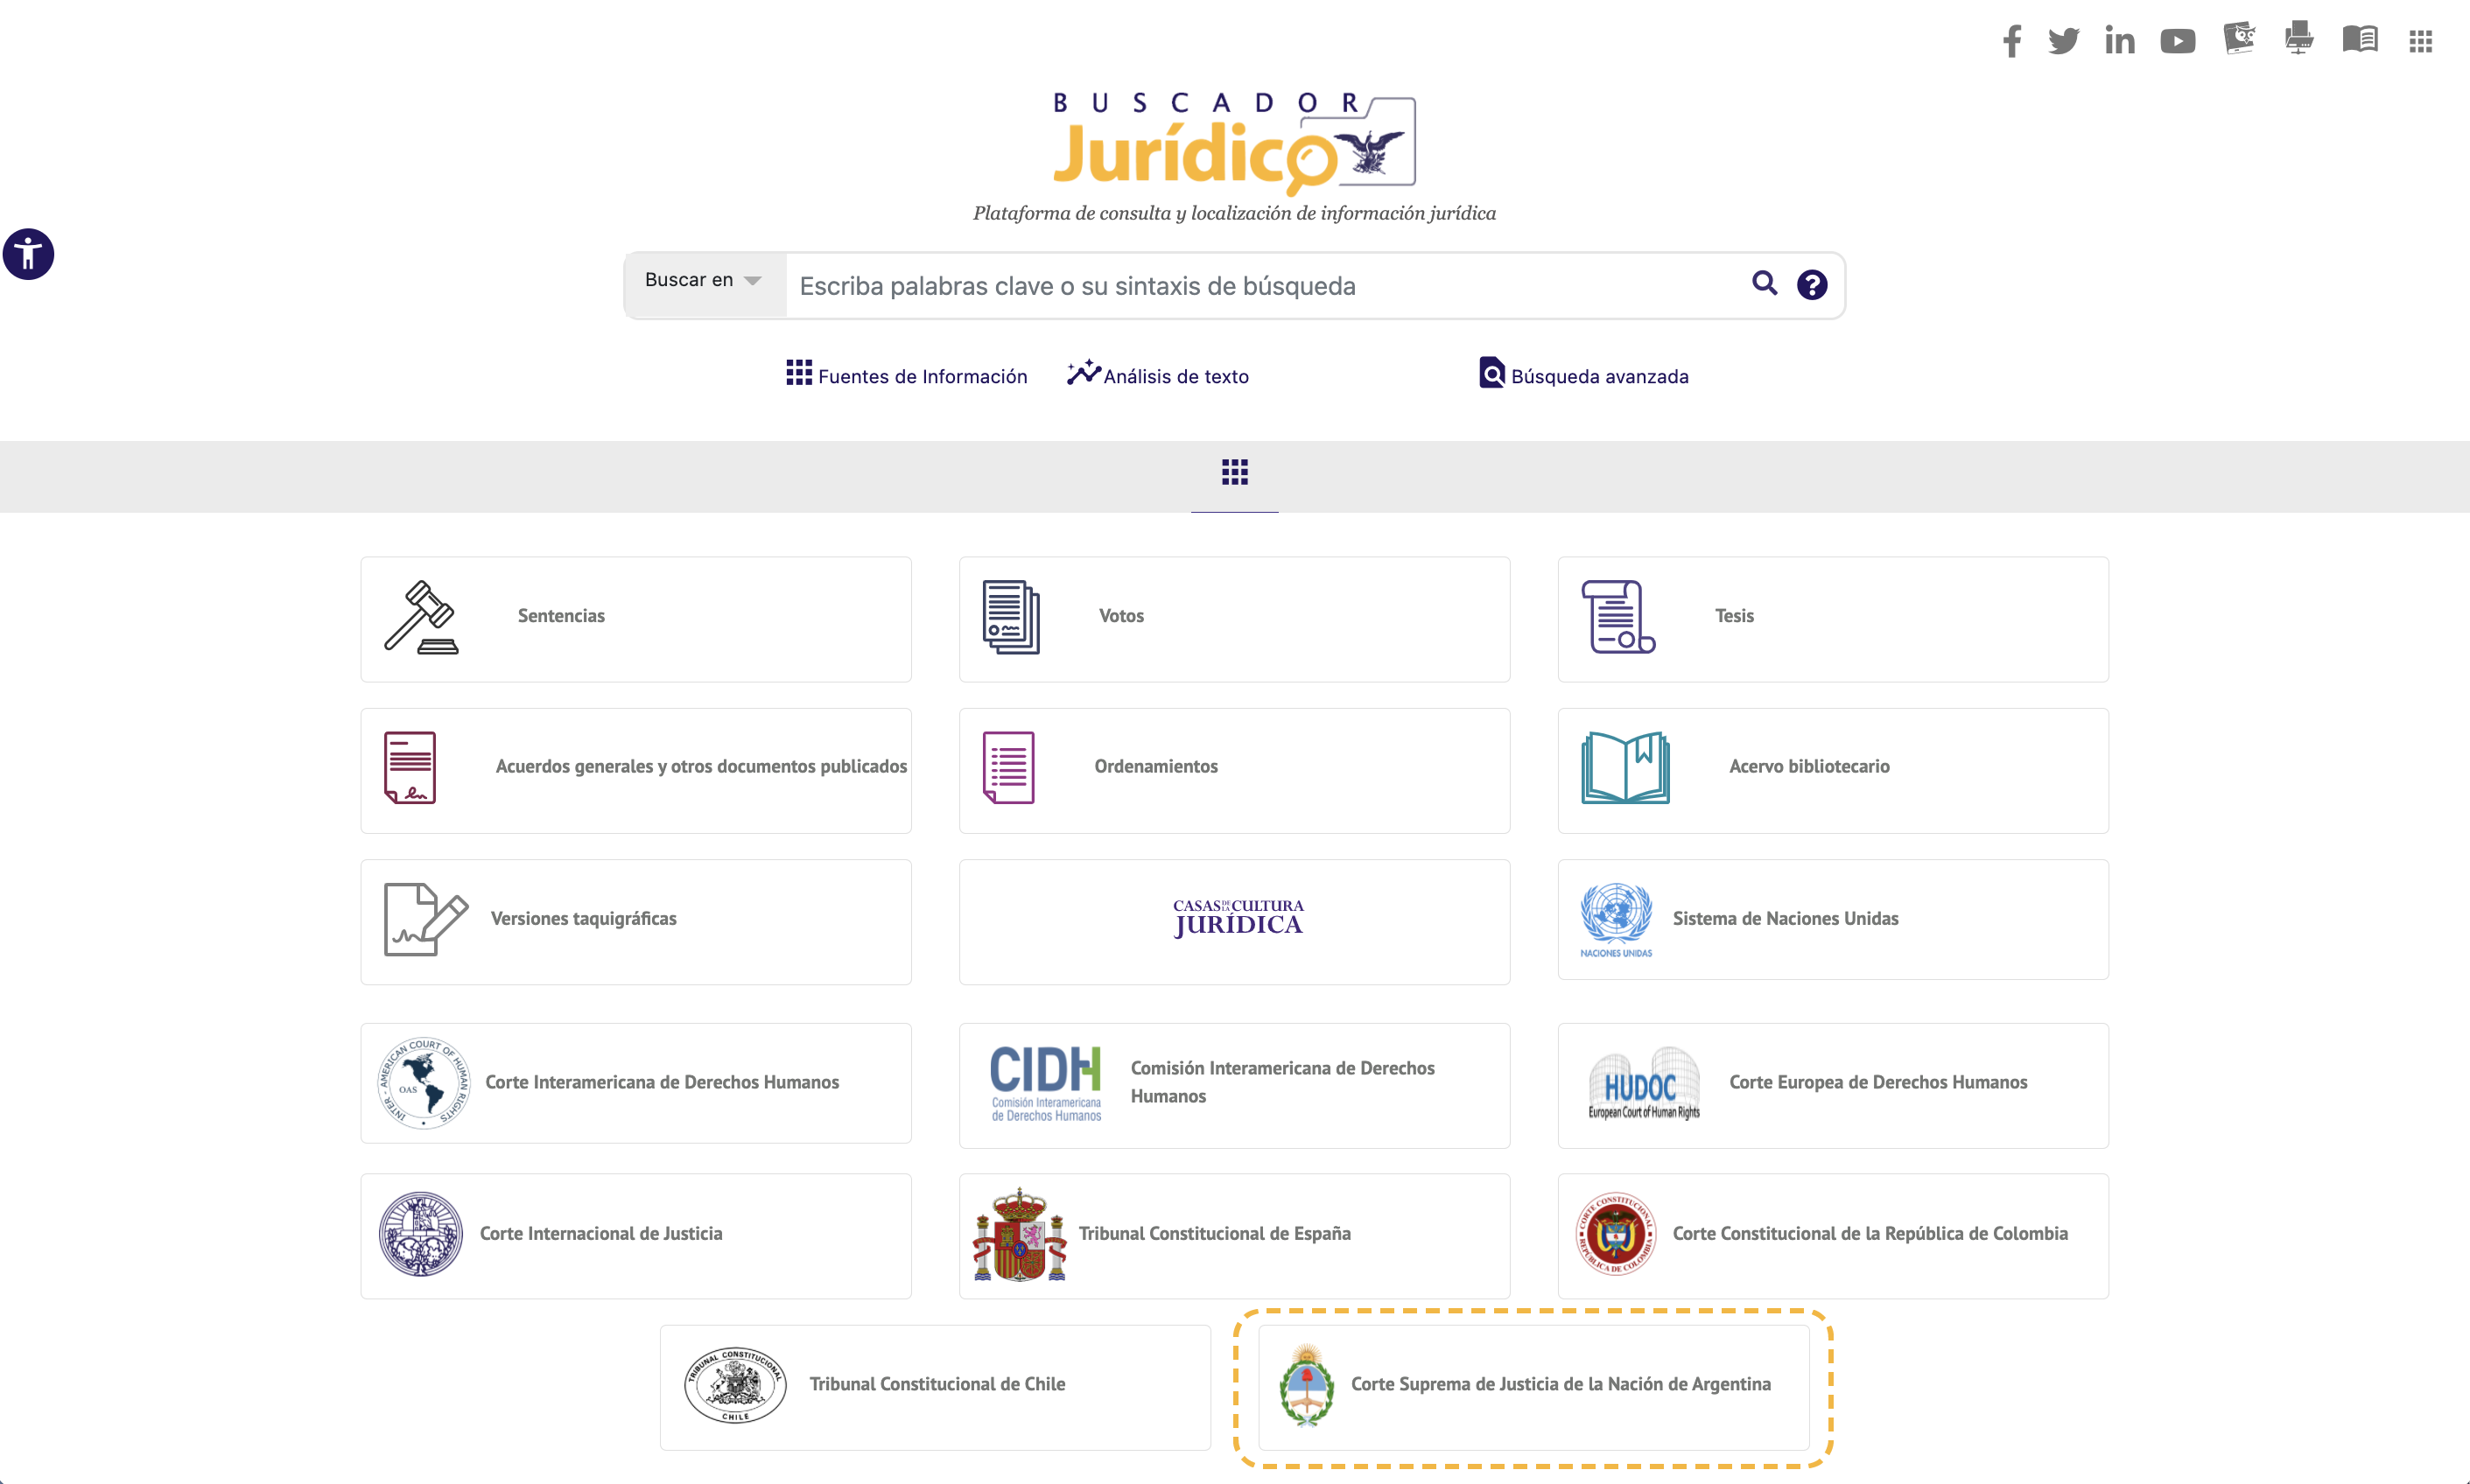 BUSCADOR
Jurídico
Plataforma de consulta y localización de información jurídica
Buscar en
Escriba palabras clave o su sintaxis de búsqueda
Fuentes de Información
Análisis de texto
Búsqueda avanzada
Sentencias
Votos
Tesis
Acuerdos generales y otros documentos publicados
Ordenamientos
Acervo bibliotecario
Versiones taquigráficas
CASAS DE LA CULTURA
JURÍDICA
NACIONES UNIDAS
Sistema de Naciones Unidas
INTER - AMERICAN COURT OF HUMAN RIGHTS
OAS
Corte Interamericana de Derechos Humanos
CIDH
Comisión Interamericana
de Derechos Humanos
Comisión Interamericana de Derechos
Humanos
HUDOC
European Court of Human Rights
Corte Europea de Derechos Humanos
Corte Internacional de Justicia
Tribunal Constitucional de España
CORTE CONSTITUCIONAL
REPÚBLICA DE COLOMBIA
Corte Constitucional de la República de Colombia
TRIBUNAL CONSTITUCIONAL
CHILE
Tribunal Constitucional de Chile
Corte Suprema de Justicia de la Nación de Argentina